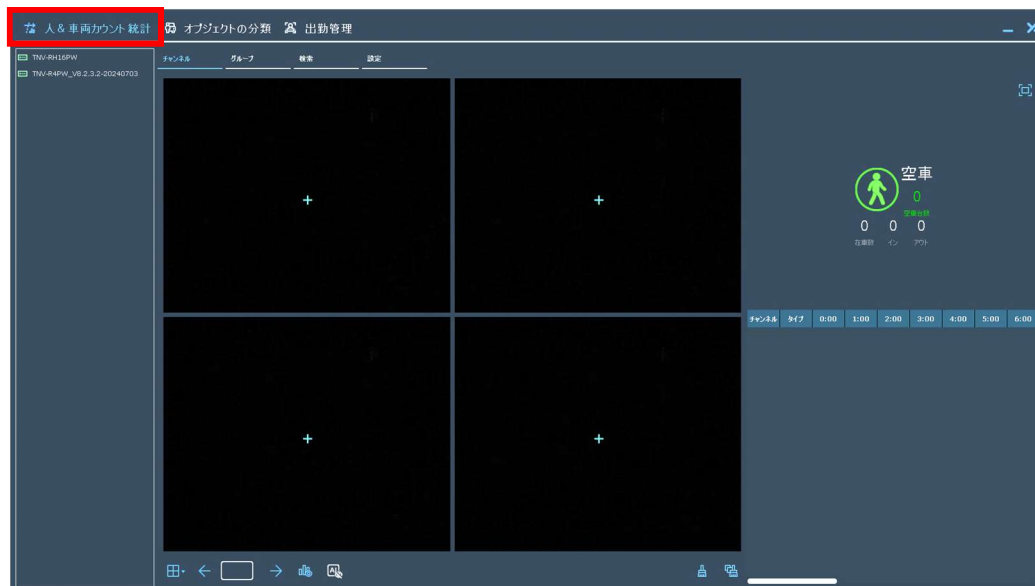 人&車両カウント統計 オブジェクトの分類 出勤管理
TNV-RH16PW
TNV-R4PW_V8.2.3.2-20240703
チャンネル グループ 検索 設定
空車
0
空車台数
0 0 0
在車数 イン アウト
チャンネル タイプ 0:00 1:00 2:00 3:00 4:00 5:00 6:00
AI